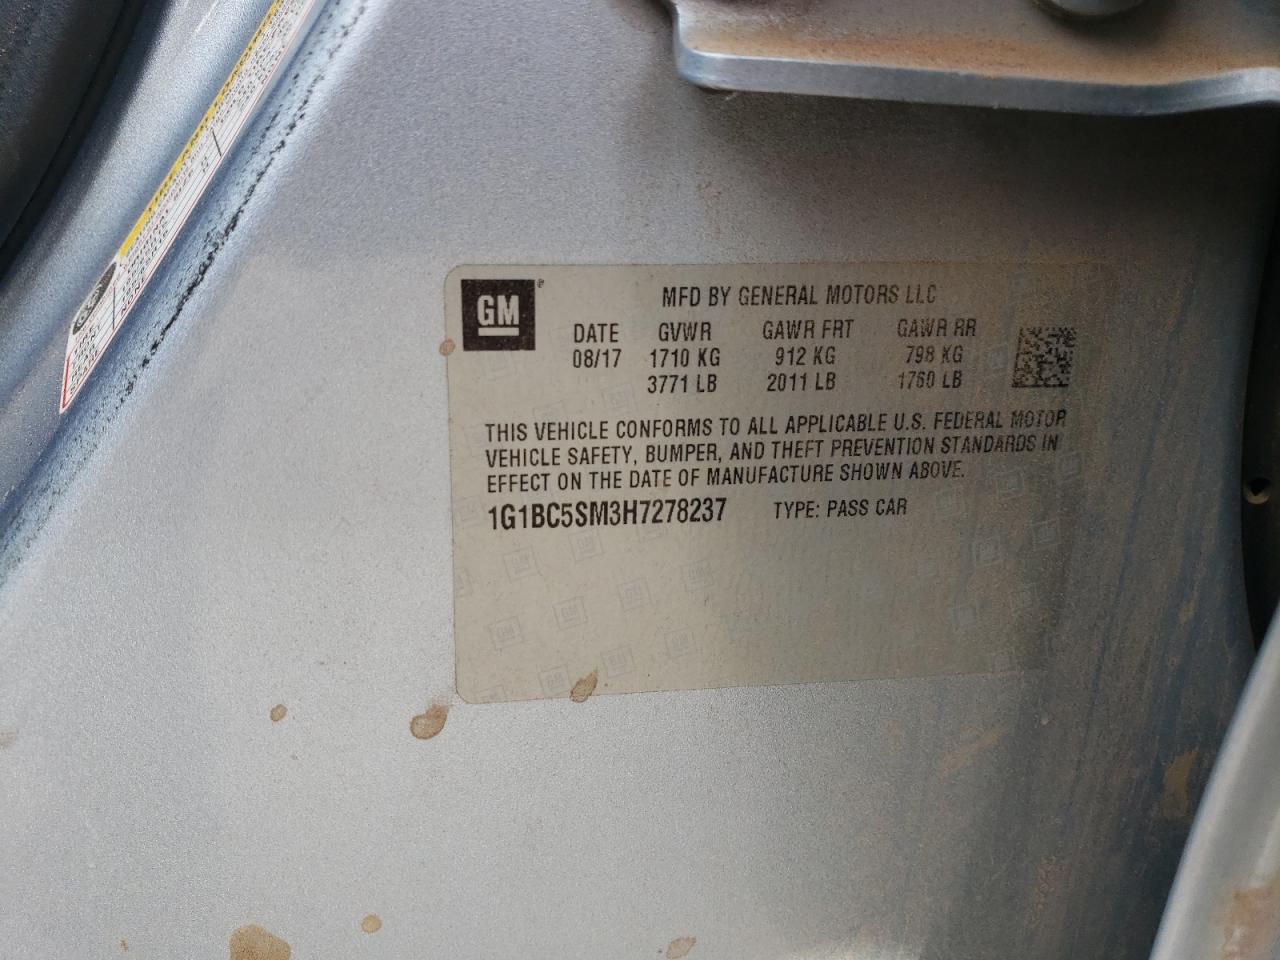 GM
MFD BY GENERAL MOTORS LLC
DATE GVWR GAWR FRT GAWR RR
08/17 1710 KG 912 KG 798 KG
3771 LB 2011 LB 1760 LB
THIS VEHICLE CONFORMS TO ALL APPLICABLE U.S. FEDERAL MOTOR
VEHICLE SAFETY, BUMPER, AND THEFT PREVENTION STANDARDS IN
EFFECT ON THE DATE OF MANUFACTURE SHOWN ABOVE.
1G1BC5SM3H7278237 TYPE: PASS CAR